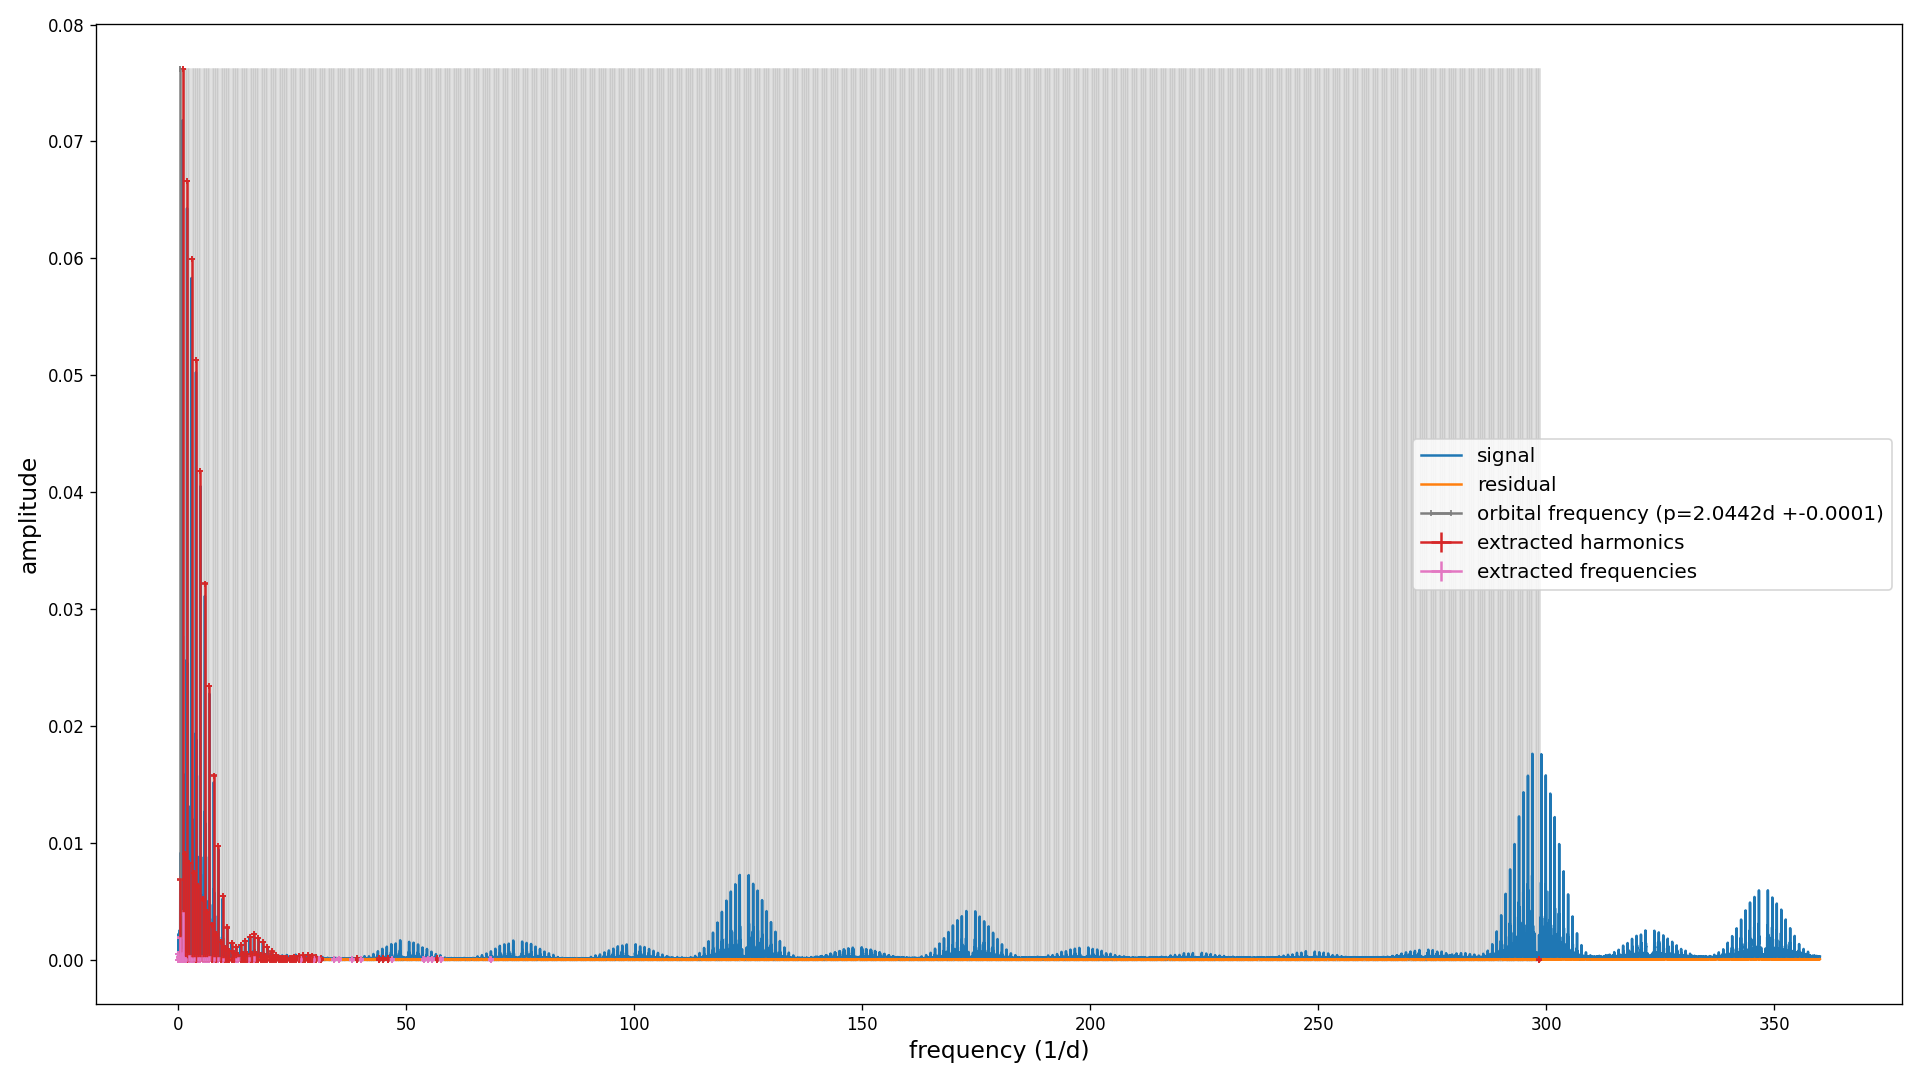 0.08
0.07
0.06
0.05
0.04
0.03
0.02
0.01
0.00
amplitude
signal
residual
orbital frequency (p=2.0442d +-0.0001)
extracted harmonics
extracted frequencies
0 50 100 150 200 250 300 350
frequency (1/d)